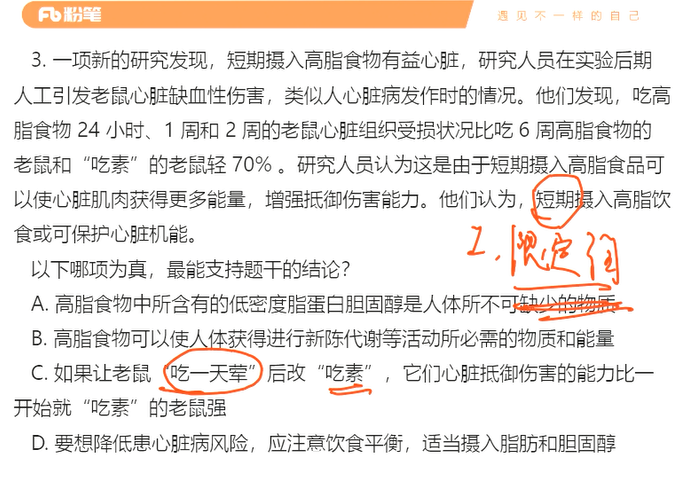 粉笔
遇见不一样的自己
3. 一项新的研究发现，短期摄入高脂食物有益心脏，研究人员在实验后期
人工引发老鼠心脏缺血性伤害，类似人心脏病发作时的情况。他们发现，吃高
脂食物 24 小时、1 周和 2 周的老鼠心脏组织受损状况比吃 6 周高脂食物的
老鼠和“吃素”的老鼠轻 70% 。研究人员认为这是由于短期摄入高脂食品可
以使心脏肌肉获得更多能量，增强抵御伤害能力。他们认为，短期摄入高脂饮
食或可保护心脏机能。
1. 限定词
以下哪项为真，最能支持题干的结论？
A. 高脂食物中所含有的低密度脂蛋白胆固醇是人体所不可缺少的物质
B. 高脂食物可以使人体获得进行新陈代谢等活动所必需的物质和能量
C. 如果让老鼠“吃一天荤”后改“吃素”，它们心脏抵御伤害的能力比一
开始就“吃素”的老鼠强
D. 要想降低患心脏病风险，应注意饮食平衡，适当摄入脂肪和胆固醇